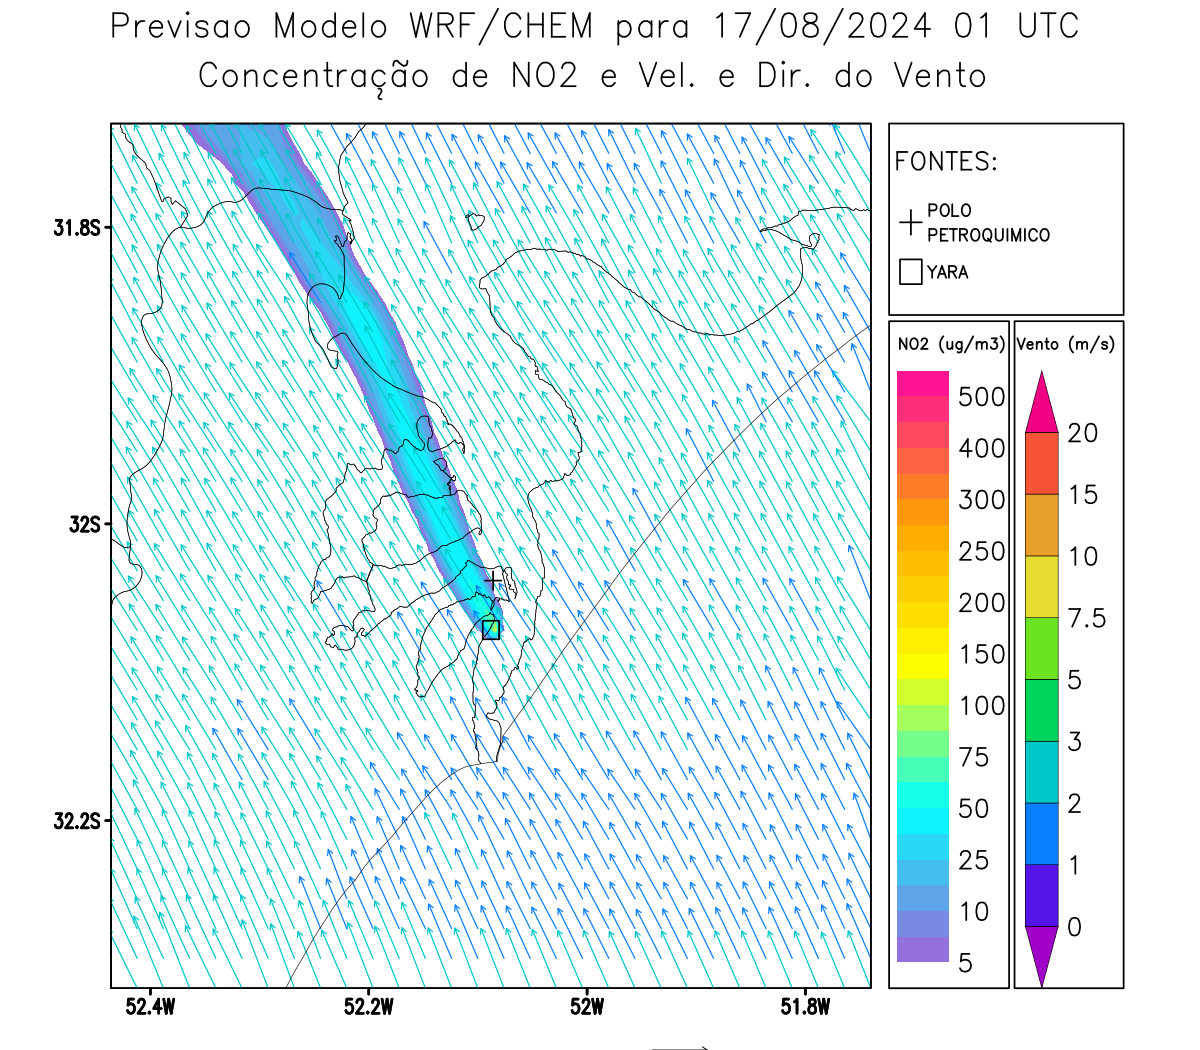 Previsao Modelo WRF/CHEM para 17/08/2024 01 UTC
Concentração de NO2 e Vel. e Dir. do Vento
FONTES:
POLO
PETROQUIMICO
YARA
NO2 (ug/m3)
500
400
300
250
200
150
100
75
50
25
10
5
Vento (m/s)
20
15
10
7.5
5
3
2
1
0
31.8S
32S
32.2S
52.4W
52.2W
52W
51.8W